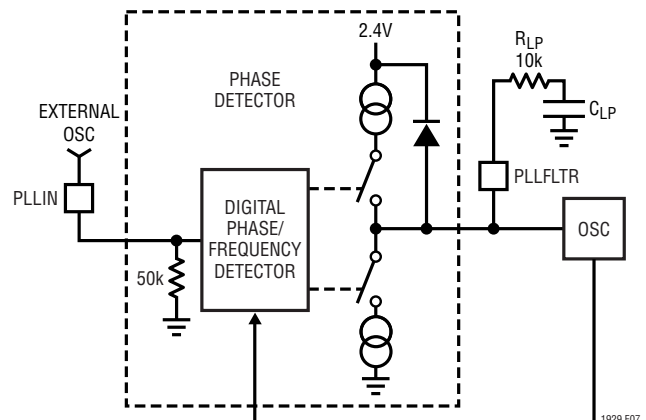 2.4V
PHASE
DETECTOR
R_LP
10k
C_LP
EXTERNAL
OSC
PLLIN
PLLFLTR
DIGITAL
PHASE/
FREQUENCY
DETECTOR
OSC
50k
1929 F07